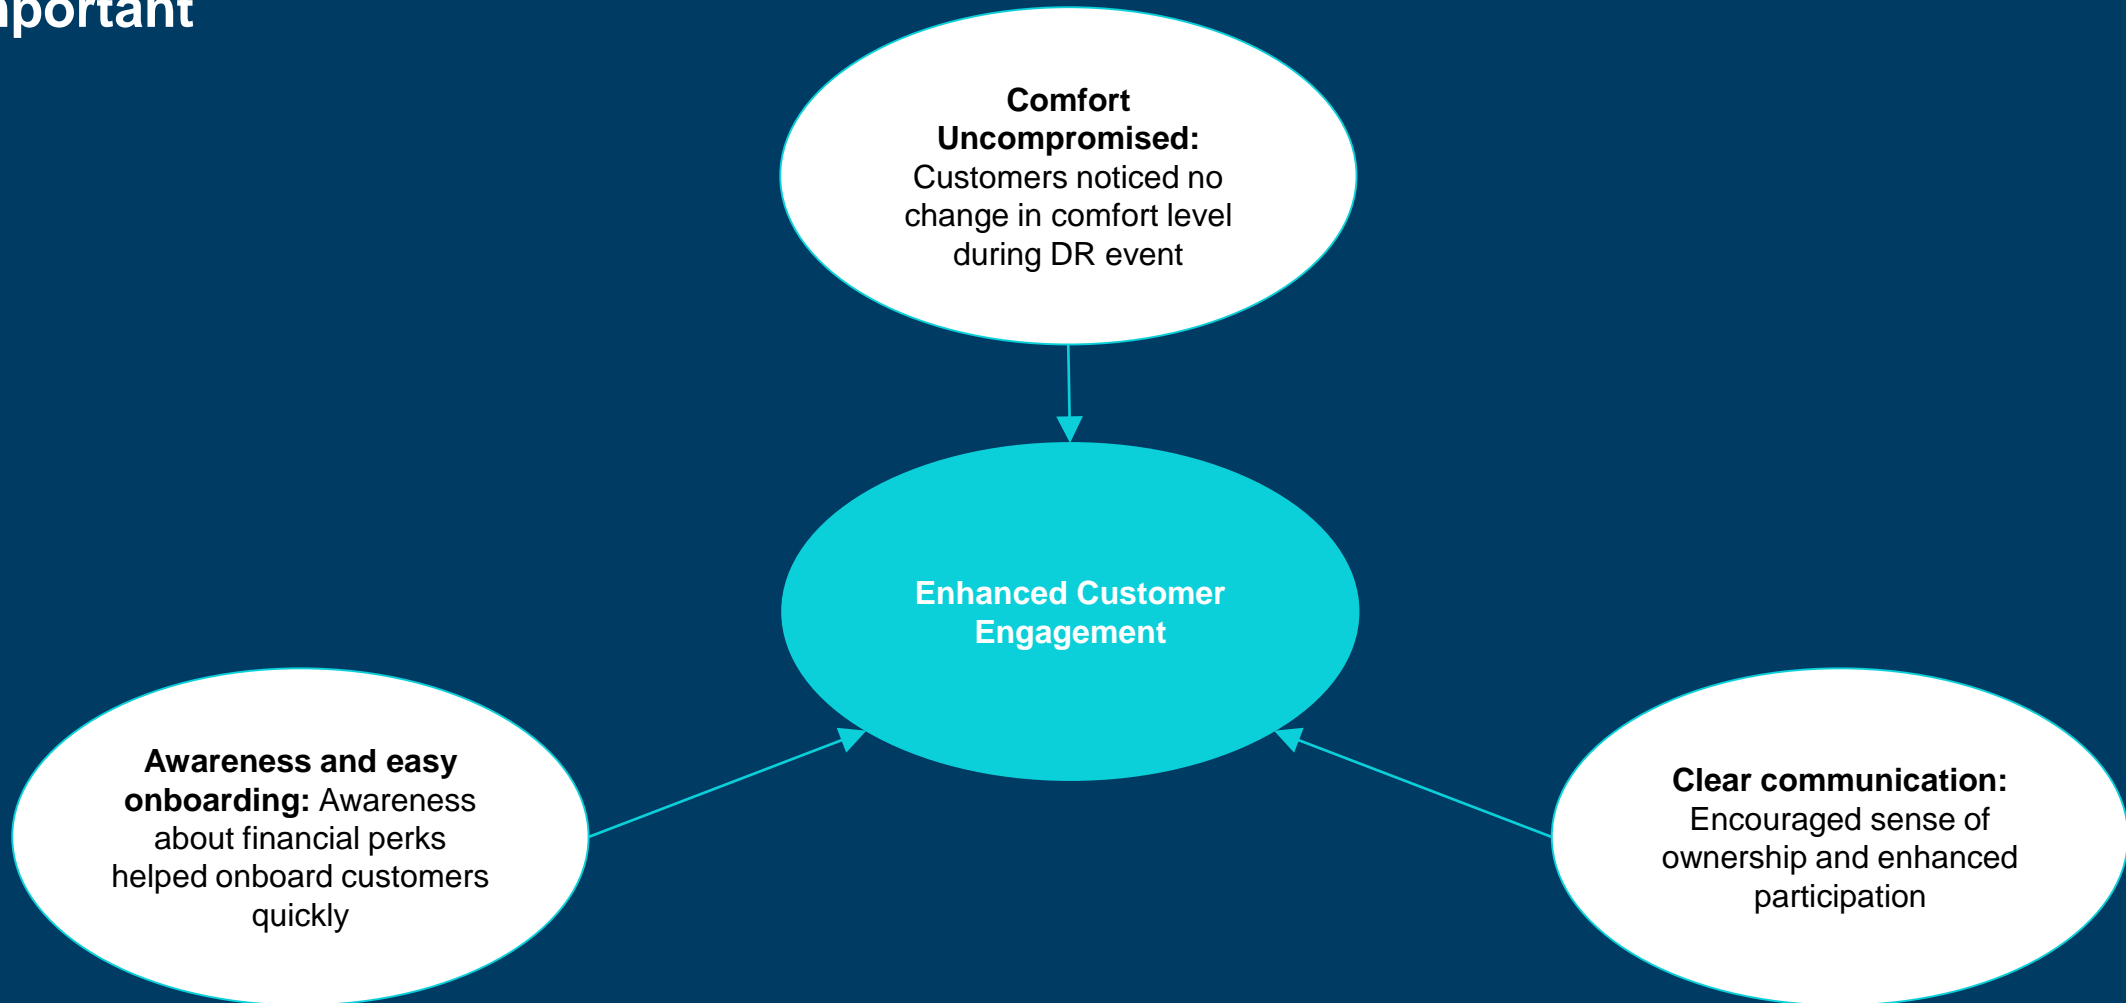 Comfort
Uncompromised:
Customers noticed no
change in comfort level
during DR event
Enhanced Customer
Engagement
Awareness and easy
onboarding: Awareness
about financial perks
helped onboard customers
quickly
Clear communication:
Encouraged sense of
ownership and enhanced
participation